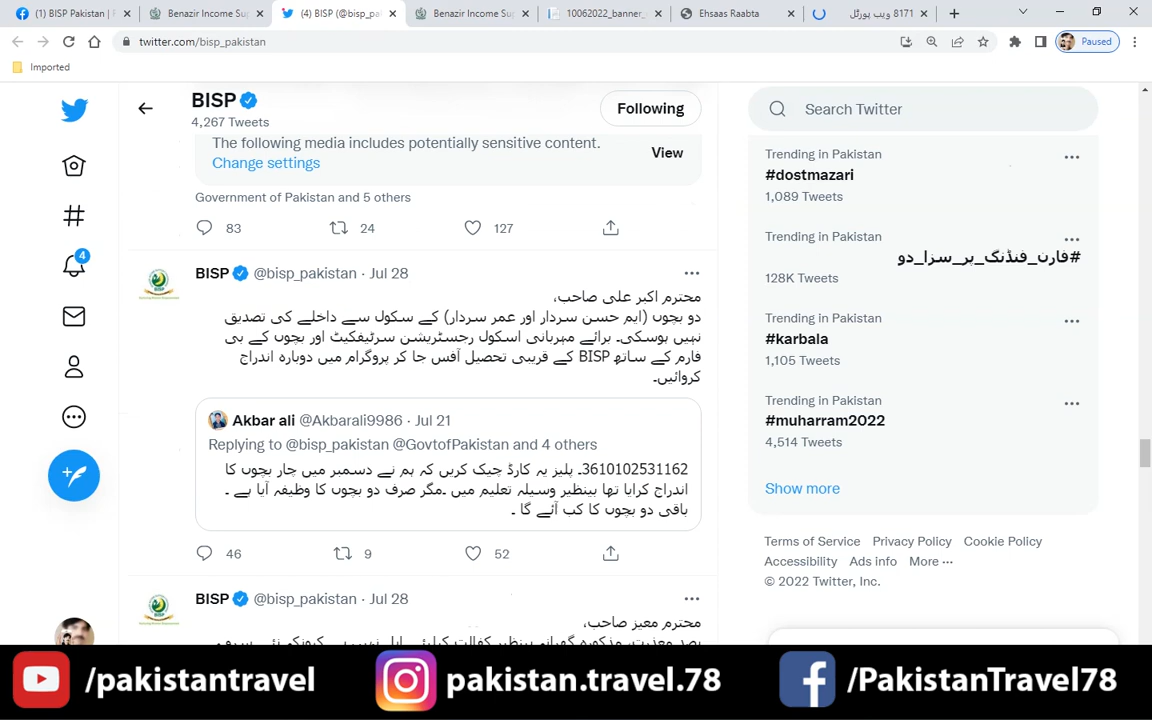 (1) BISP Pakistan |
Benazir Income Su
(4) BISP (@bisp_pa
Benazir Income Sup
10062022_banner_
Ehsaas Raabta
8171 ویب پورٹل
twitter.com/bisp_pakistan
Paused
Imported
BISP
4,267 Tweets
Following
The following media includes potentially sensitive content.
Change settings
View
Government of Pakistan and 5 others
83 24 127
BISP @bisp_pakistan · Jul 28
محترم اکبر علی صاحب،
دو بچوں (ایم حسن سردار اور عمر سردار) کے سکول سے داخلے کی تصدیق
نہیں ہوسکی۔ برائے مہربانی اسکول رجسٹریشن سرٹیفکیٹ اور بچوں کے بی
فارم کے ساتھ BISP کے قریبی تحصیل آفس جا کر پروگرام میں دوبارہ اندراج
کروائیں۔
Akbar ali @Akbarali9986 · Jul 21
Replying to @bisp_pakistan @GovtofPakistan and 4 others
3610102531162۔ پلیز یہ کارڈ چیک کریں کہ ہم نے دسمبر میں چار بچوں کا
اندراج کرایا تھا بینظیر وسیلہ تعلیم میں ۔مگر صرف دو بچوں کا وظیفہ آیا ہے ۔
باقی دو بچوں کا کب آئے گا ۔
46 9 52
BISP @bisp_pakistan · Jul 28
محترم معیز صاحب،
4
Search Twitter
Trending in Pakistan
#dostmazari
1,089 Tweets
Trending in Pakistan
#فارن_فنڈنگ_پر_سزا_دو
128K Tweets
Trending in Pakistan
#karbala
1,105 Tweets
Trending in Pakistan
#muharram2022
4,514 Tweets
Show more
Terms of Service Privacy Policy Cookie Policy
Accessibility Ads info More ···
© 2022 Twitter, Inc.
/pakistantravel
pakistan.travel.78
/PakistanTravel78